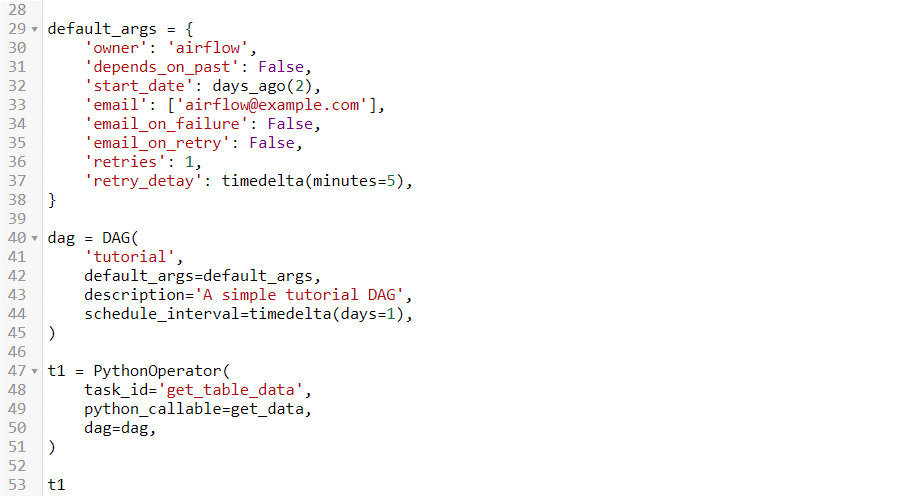 28
29 default_args = {
30     'owner': 'airflow',
31     'depends_on_past': False,
32     'start_date': days_ago(2),
33     'email': ['airflow@example.com'],
34     'email_on_failure': False,
35     'email_on_retry': False,
36     'retries': 1,
37     'retry_detay': timedelta(minutes=5),
38 }
39
40 dag = DAG(
41     'tutorial',
42     default_args=default_args,
43     description='A simple tutorial DAG',
44     schedule_interval=timedelta(days=1),
45 )
46
47 t1 = PythonOperator(
48     task_id='get_table_data',
49     python_callable=get_data,
50     dag=dag,
51 )
52
53 t1